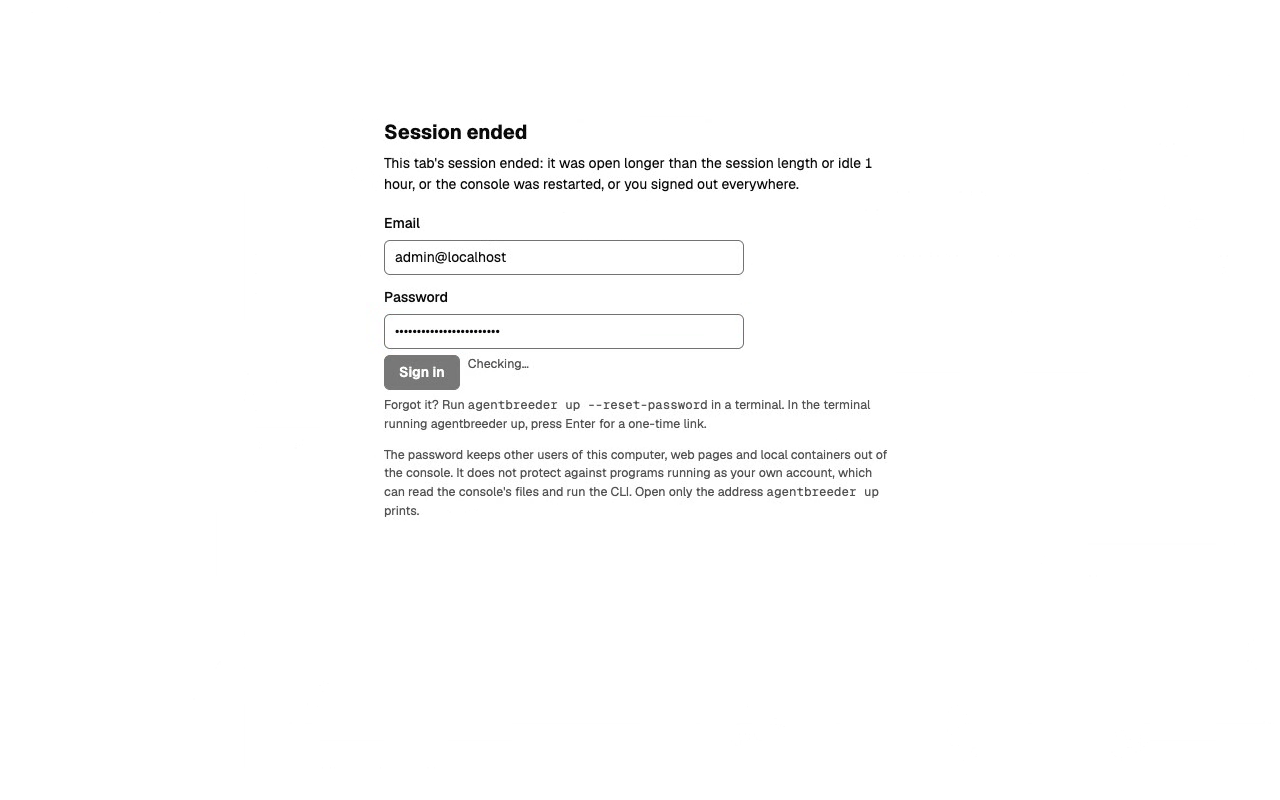 Session ended
This tab's session ended: it was open longer than the session length or idle 1
hour, or the console was restarted, or you signed out everywhere.
Email
admin@localhost
Password
••••••••••••••••••••••••
Sign in Checking…
Forgot it? Run agentbreeder up --reset-password in a terminal. In the terminal
running agentbreeder up, press Enter for a one-time link.
The password keeps other users of this computer, web pages and local containers out of
the console. It does not protect against programs running as your own account, which
can read the console's files and run the CLI. Open only the address agentbreeder up
prints.